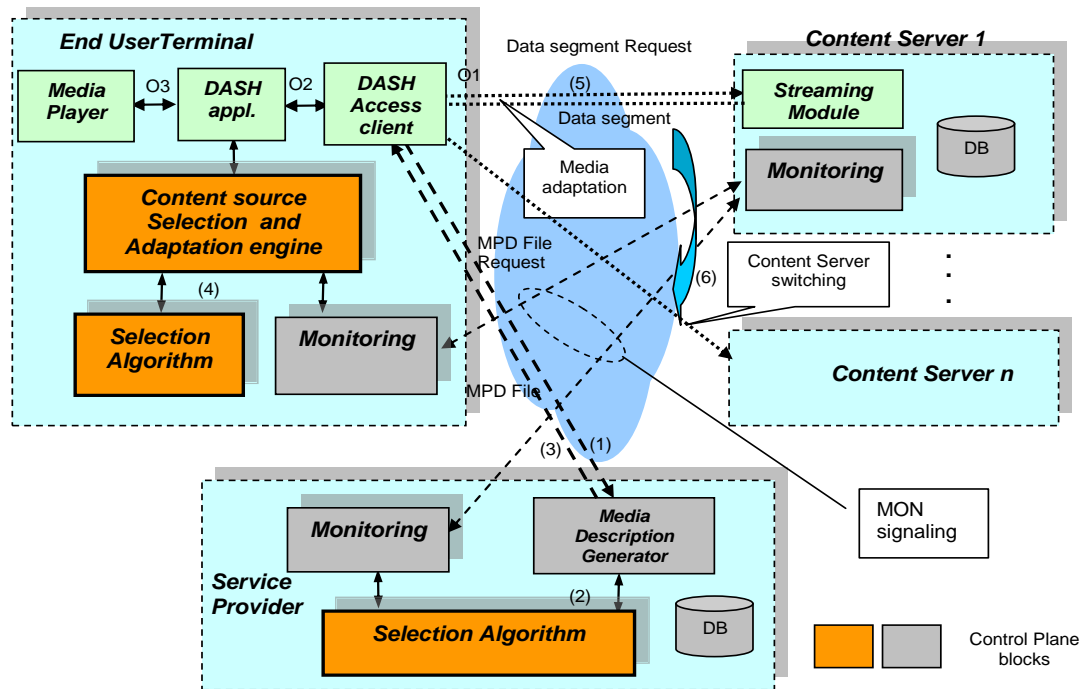 End UserTerminal
Data segment Request
Content Server 1
Media
Player
O3
DASH
appl.
O2
DASH
Access
client
O1
(5)
Data segment
Streaming
Module
Media
adaptation
Monitoring
DB
Content source
Selection and
Adaptation engine
MPD File
Request
(6)
Content Server
switching
.
.
.
(4)
Selection
Algorithm
Monitoring
MPD File
Content Server n
(3)
(1)
Monitoring
Media
Description
Generator
MON
signaling
Service
Provider
(2)
Selection Algorithm
DB
Control Plane
blocks